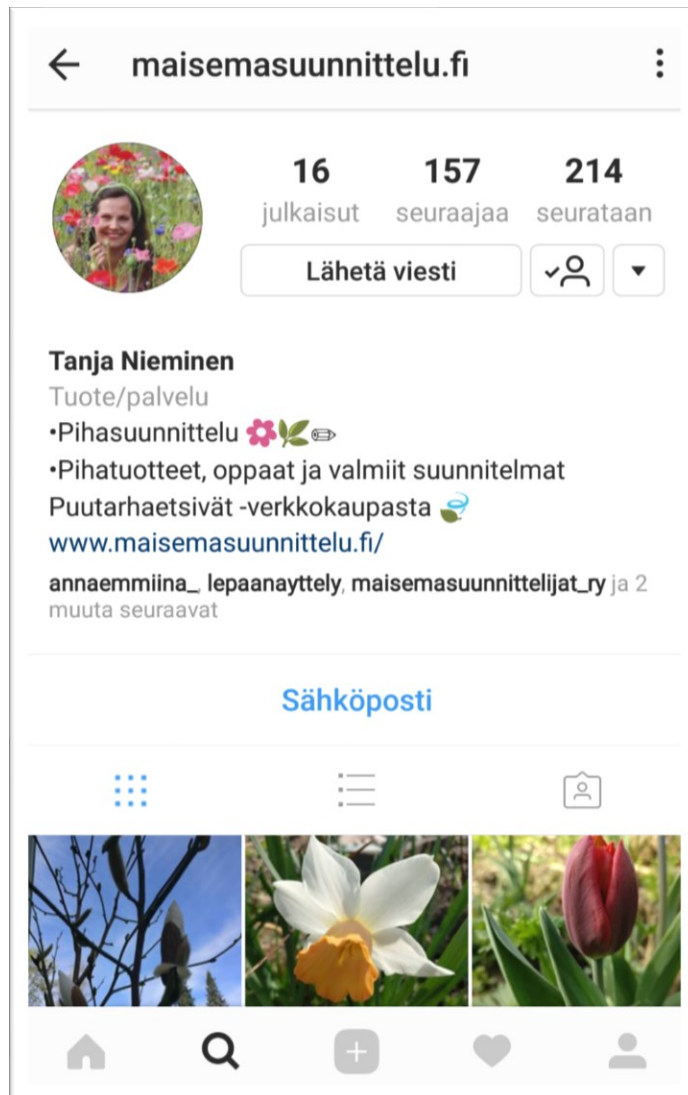 maisemasuunnittelu.fi
16 157 214
julkaisut seuraajaa seurataan
Lähetä viesti
Tanja Nieminen
Tuote/palvelu
•Pihasuunnittelu 🌸🌿✏
•Pihatuotteet, oppaat ja valmiit suunnitelmat
Puutarhaetsivät -verkkokaupasta 🍃
www.maisemasuunnittelu.fi/
annaemmiina_, lepaanayttely, maisemasuunnittelijat_ry ja 2
muuta seuraavat
Sähköposti